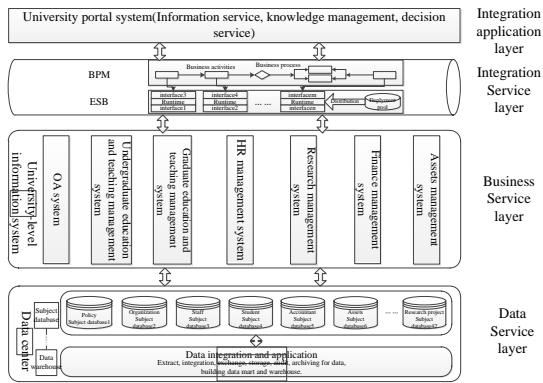 University portal system(Information service, knowledge management, decision
service)
Integration
application
layer
BPM
Business activities
Business process
Integration
Service
layer
ESB
interface3
Runtime
interface1
interface4
Runtime
interface2
... ...
interfacem
Runtime
interfacen
Distribution
Deployment
pool
University-level
information system
OA system
Undergraduate education
and teaching management
system
Graduate education and
teaching management
system
HR management system
Research management
system
Finance management
system
Assets management
system
Business
Service
layer
Data center
Subject
database
Data
warehouse
Policy
Subject database1
Organization
Subject
database2
Staff
Subject
database3
Student
Subject
database4
Accountant
Subject
database5
Assets
Subject
database6
... ...
Research project
Subject
database42
Data integration and application
Extract, integration, exchange, storage, audit, archiving for data,
building data mart and warehouse.
Data
Service
layer